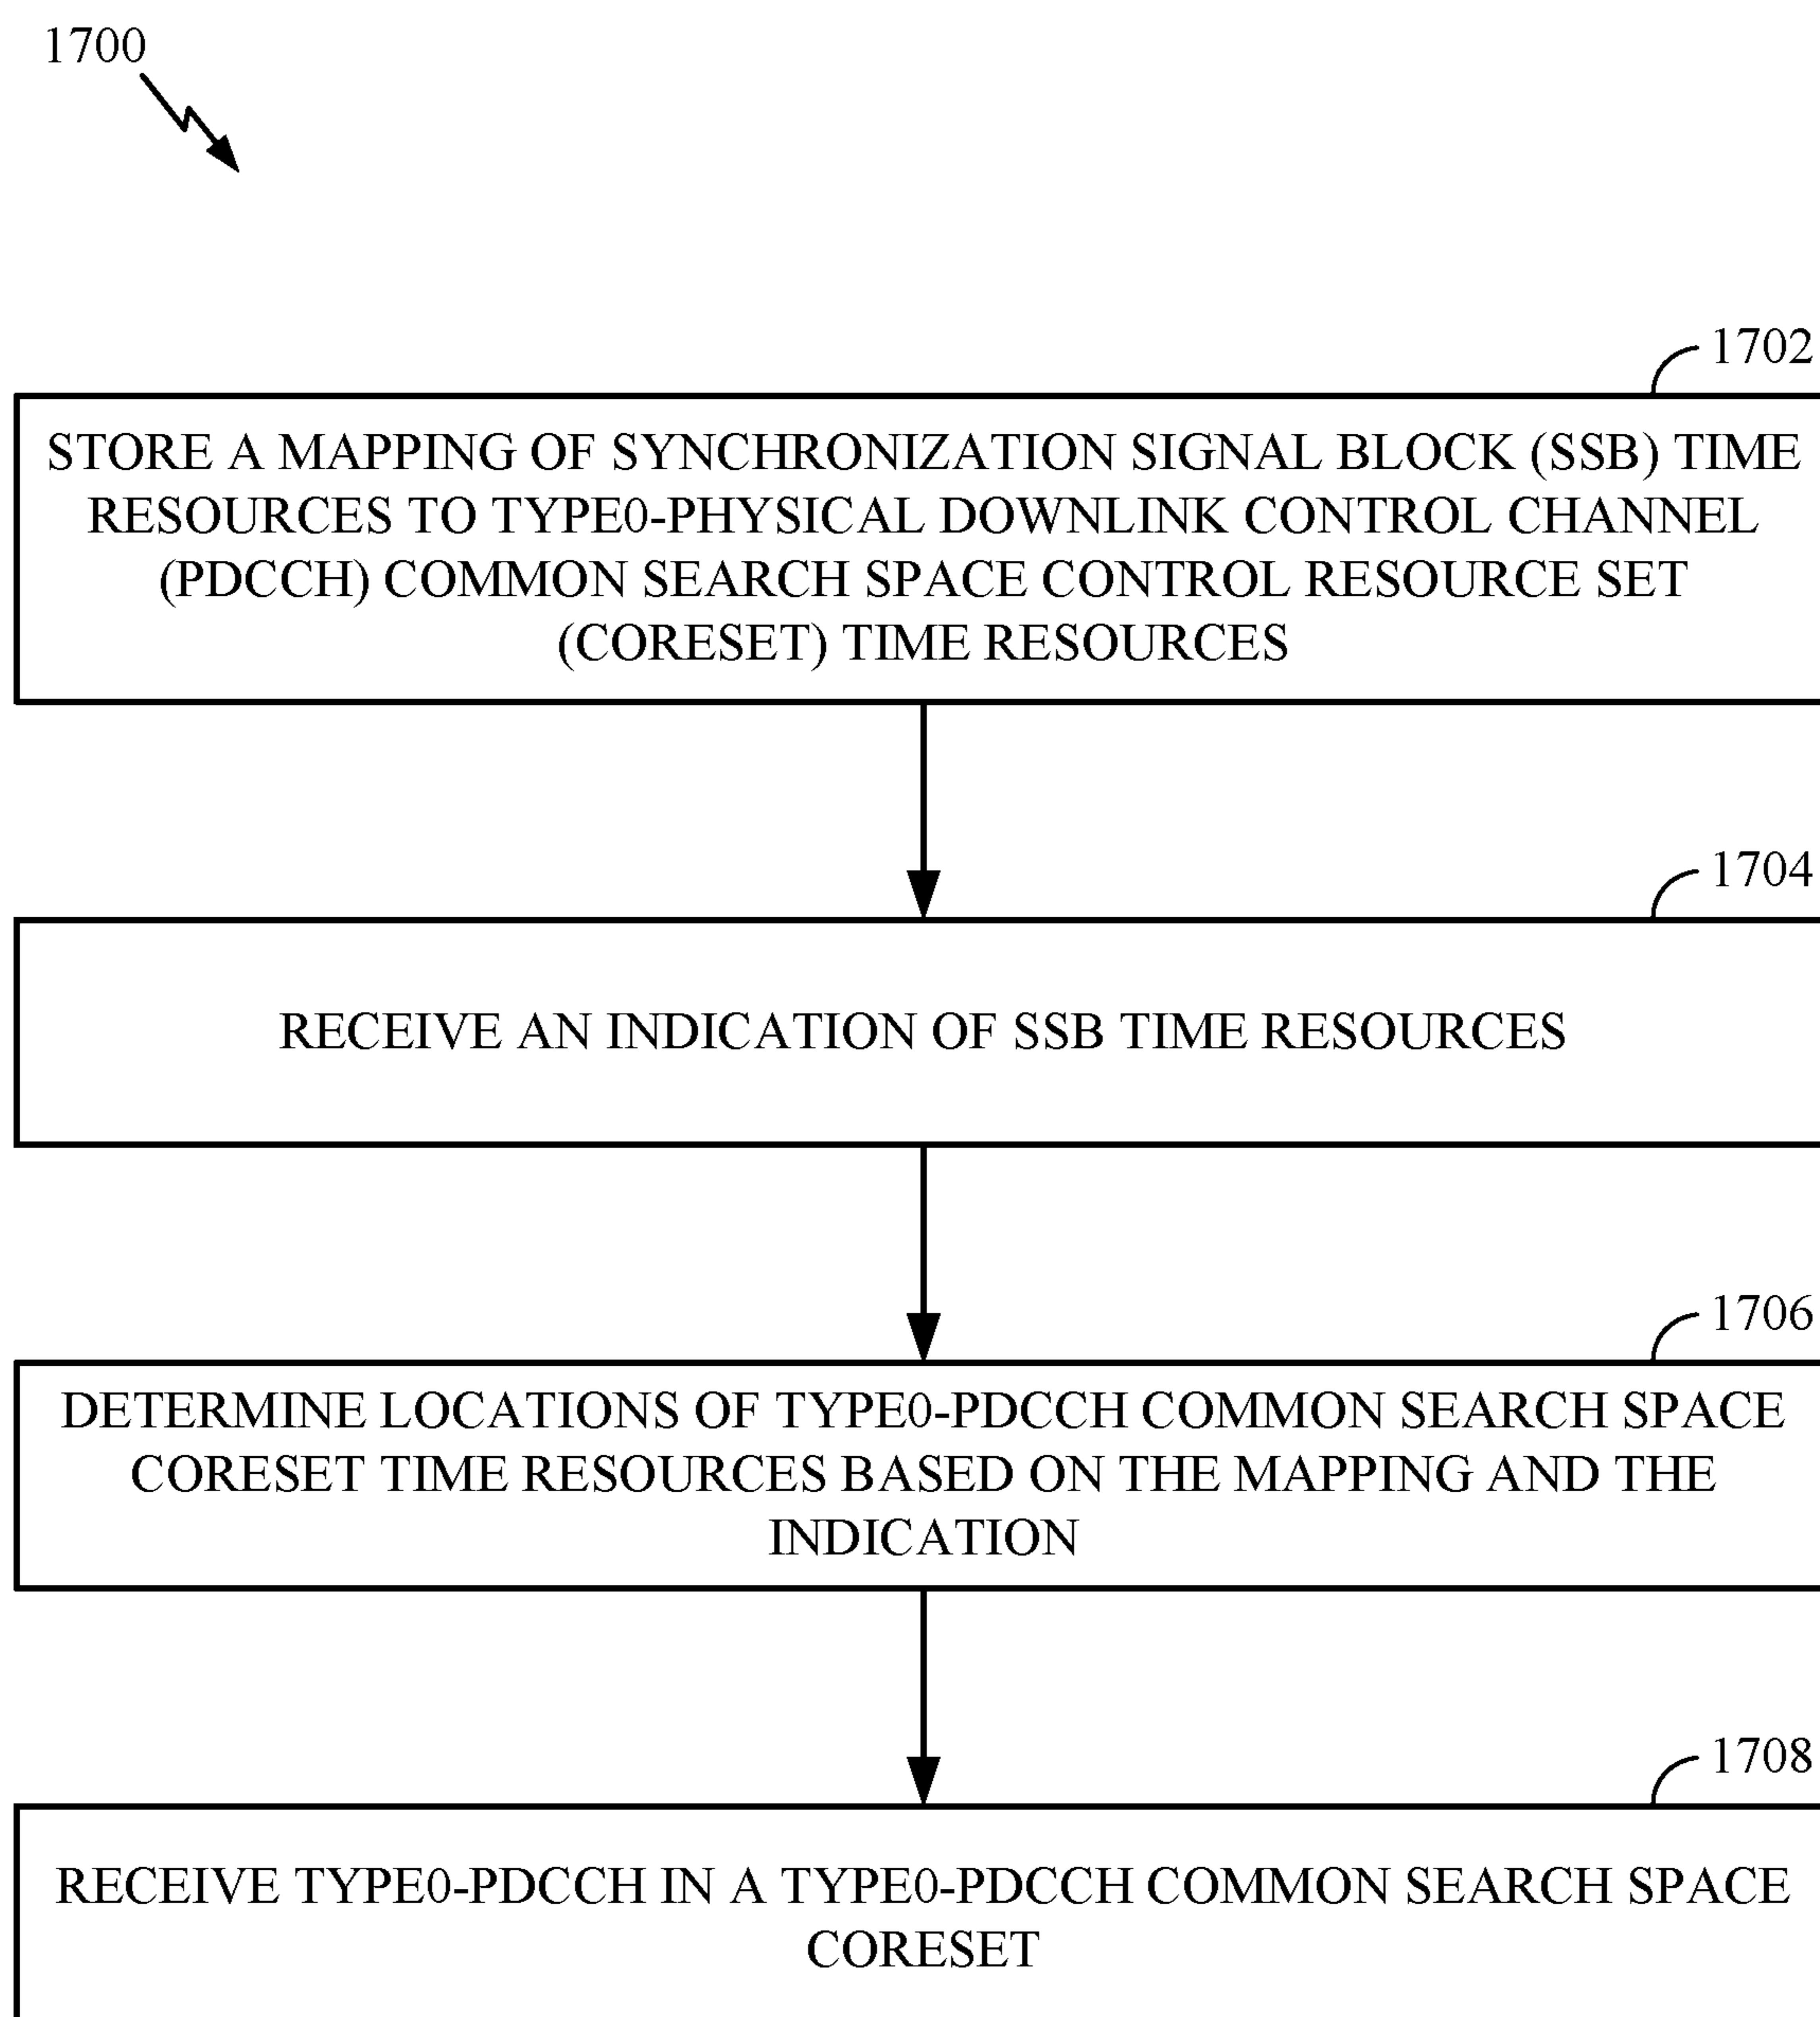 1700
1702
STORE A MAPPING OF SYNCHRONIZATION SIGNAL BLOCK (SSB) TIME
RESOURCES TO TYPE0-PHYSICAL DOWNLINK CONTROL CHANNEL
(PDCCH) COMMON SEARCH SPACE CONTROL RESOURCE SET
(CORESET) TIME RESOURCES
1704
RECEIVE AN INDICATION OF SSB TIME RESOURCES
1706
DETERMINE LOCATIONS OF TYPE0-PDCCH COMMON SEARCH SPACE
CORESET TIME RESOURCES BASED ON THE MAPPING AND THE
INDICATION
1708
RECEIVE TYPE0-PDCCH IN A TYPE0-PDCCH COMMON SEARCH SPACE
CORESET